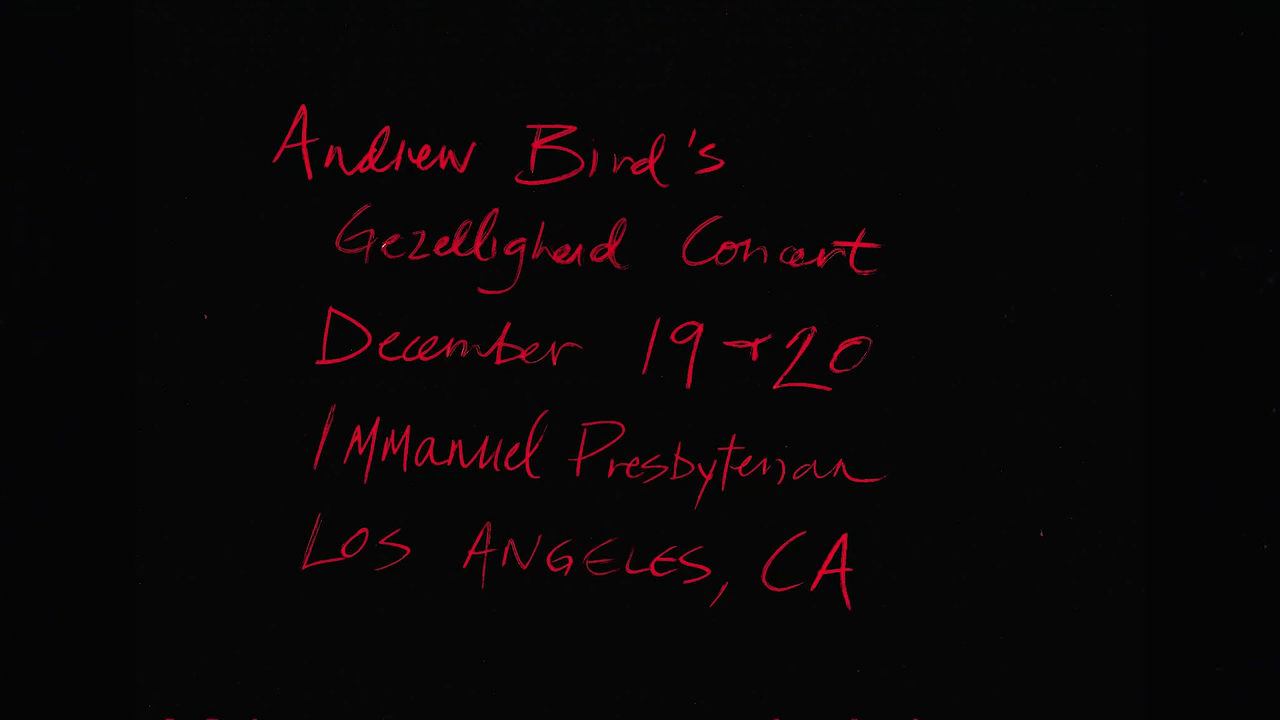 Andrew Bird's
Gezelligheid Concert
December 19 + 20
Immanuel Presbyterian
LOS ANGELES, CA